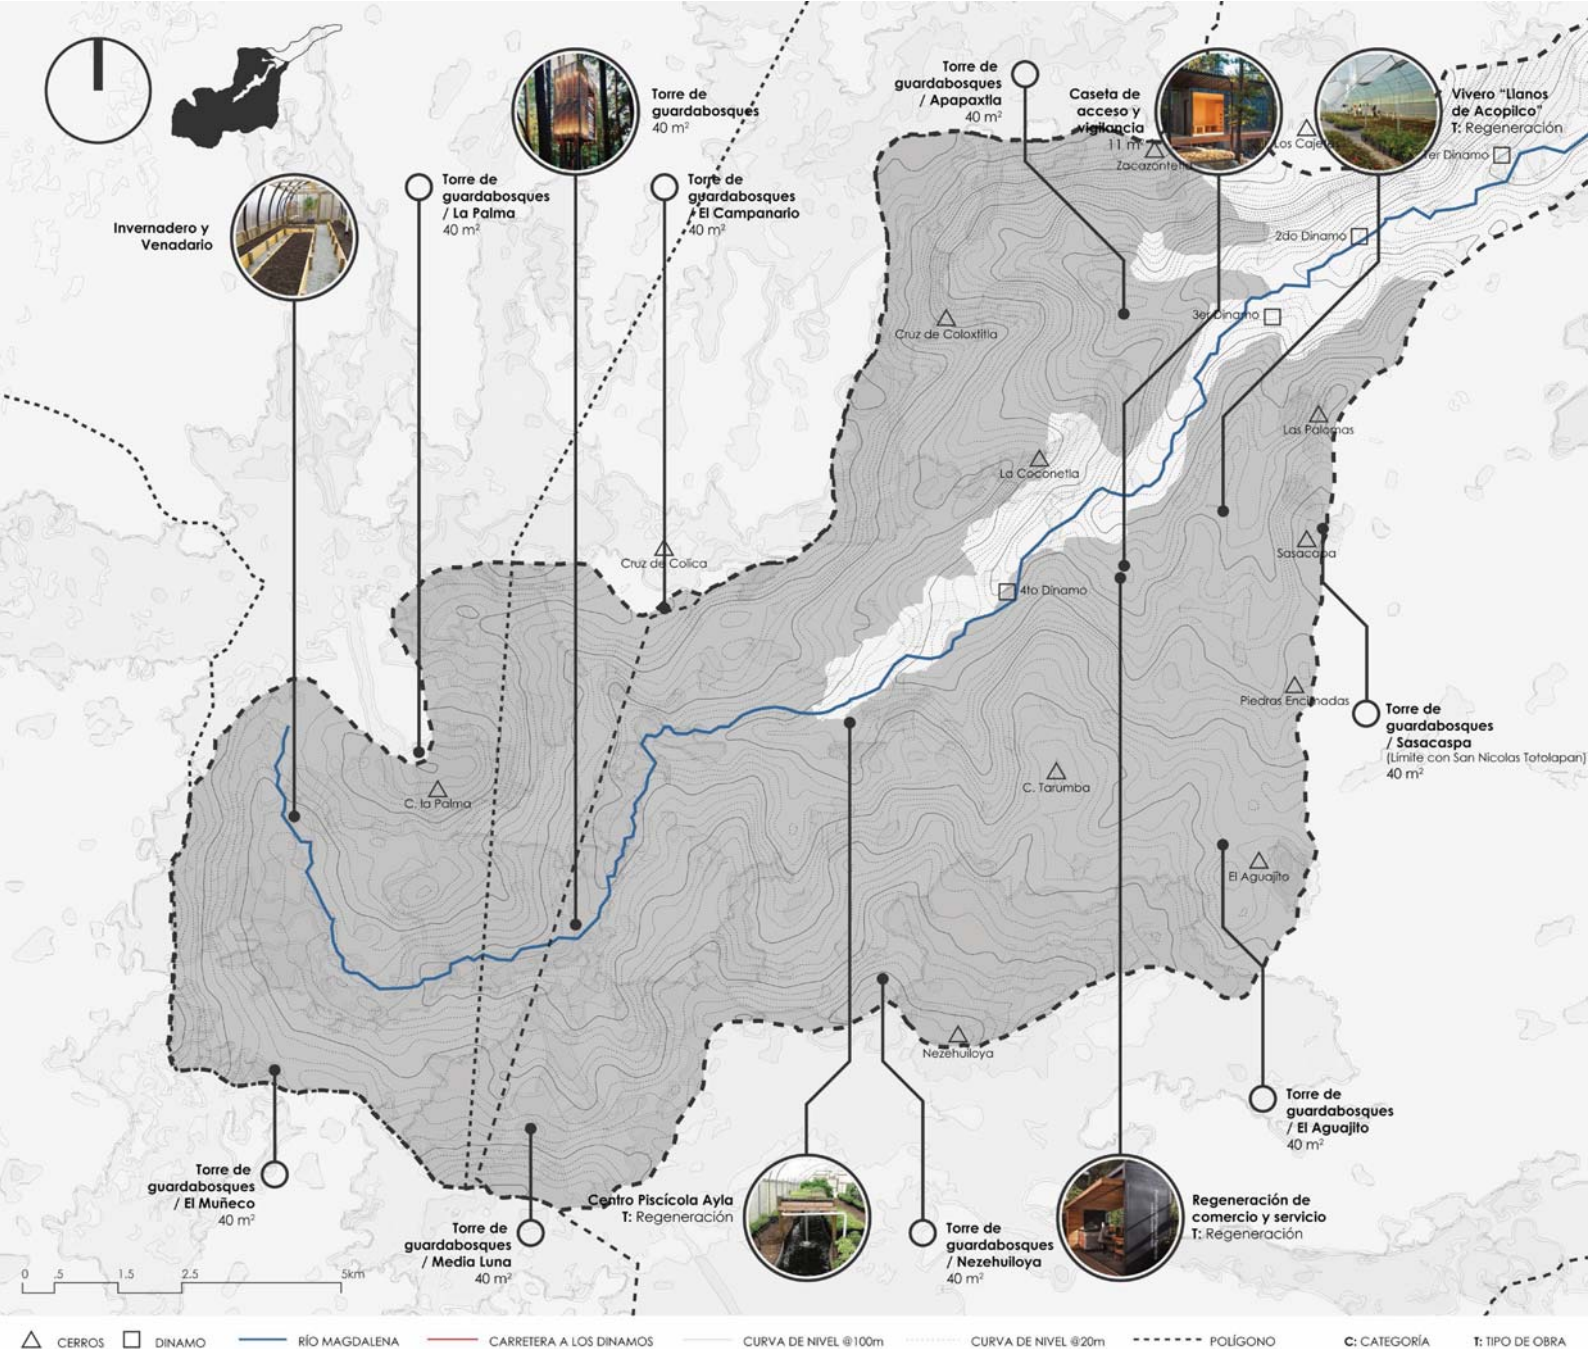 Torre de
guardabosques
40 m²
Torre de
guardabosques
/ Apapaxtla
40 m²
Caseta de
acceso y
vigilancia
11 m²
Vivero "Llanos
de Acopilco"
T: Regeneración
Zacazontetla
Los Cajetes
1er Dinamo
Invernadero y
Venadario
Torre de
guardabosques
/ La Palma
40 m²
Torre de
guardabosques
/ El Campanario
40 m²
2do Dinamo
3er Dinamo
Cruz de Coloxtitla
Las Palomas
La Coconetla
Cruz de Colica
Sasacapa
4to Dinamo
Piedras Encimadas
Torre de
guardabosques
/ Sasacaspa
(Límite con San Nicolas Totolapan)
40 m²
C. la Palma
C. Tarumba
El Aguajito
Nezehuiloya
Torre de
guardabosques
/ El Aguajito
40 m²
Torre de
guardabosques
/ El Muñeco
40 m²
Torre de
guardabosques
/ Media Luna
40 m²
Centro Piscícola Ayla
T: Regeneración
Torre de
guardabosques
/ Nezehuiloya
40 m²
Regeneración de
comercio y servicio
T: Regeneración
0 .5 1.5 2.5 5km
CERROS DINAMO RÍO MAGDALENA CARRETERA A LOS DINAMOS CURVA DE NIVEL @100m CURVA DE NIVEL @20m POLÍGONO C: CATEGORÍA T: TIPO DE OBRA